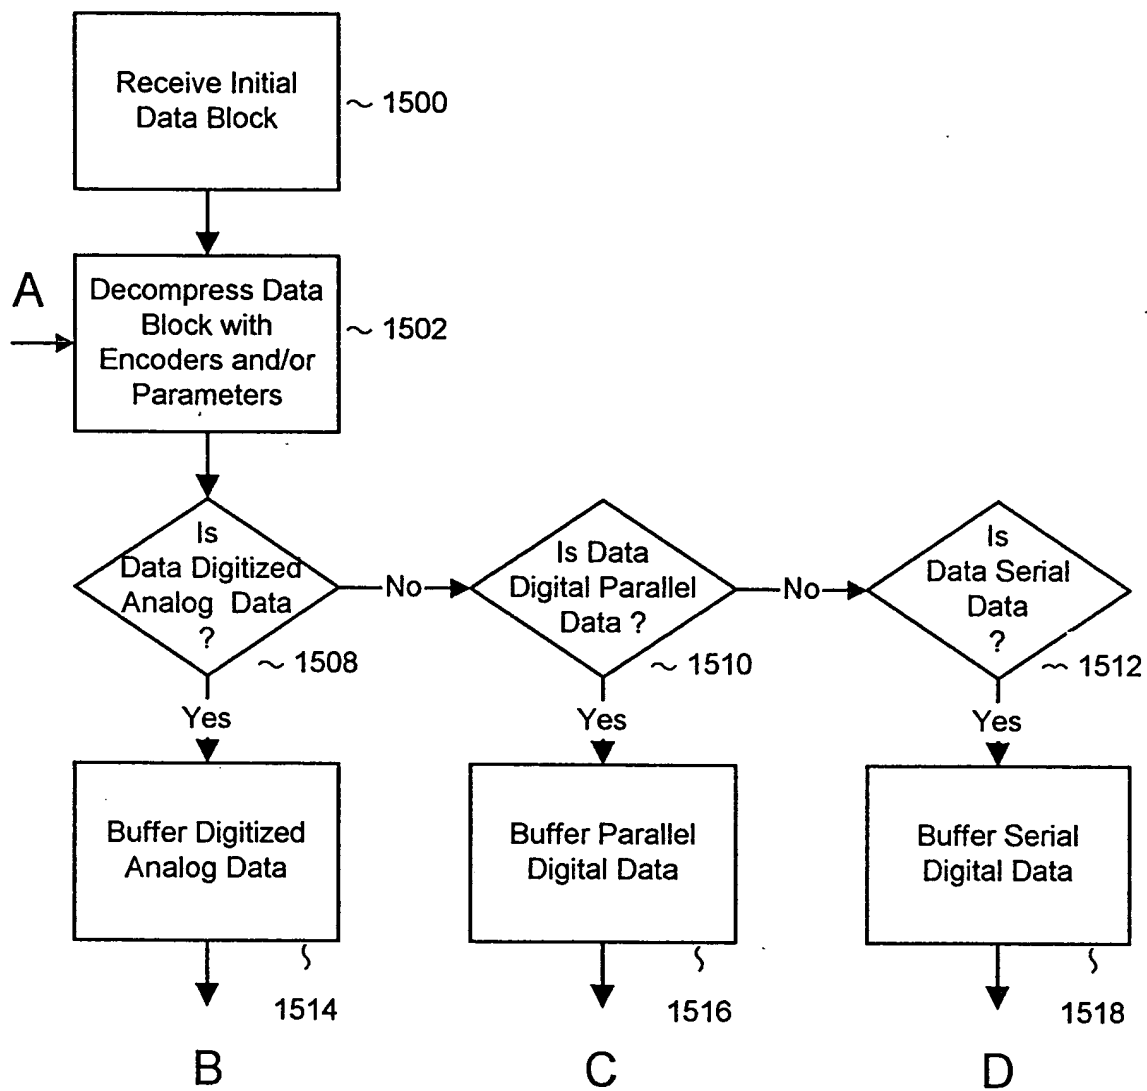 Receive Initial
Data Block
~ 1500
A
Decompress Data
Block with
Encoders and/or
Parameters
~ 1502
Is
Data Digitized
Analog Data
?
~ 1508
No
Is Data
Digital Parallel
Data ?
~ 1510
No
Is
Data Serial
Data
?
~ 1512
Yes
Yes
Yes
Buffer Digitized
Analog Data
Buffer Parallel
Digital Data
Buffer Serial
Digital Data
1514
1516
1518
B
C
D